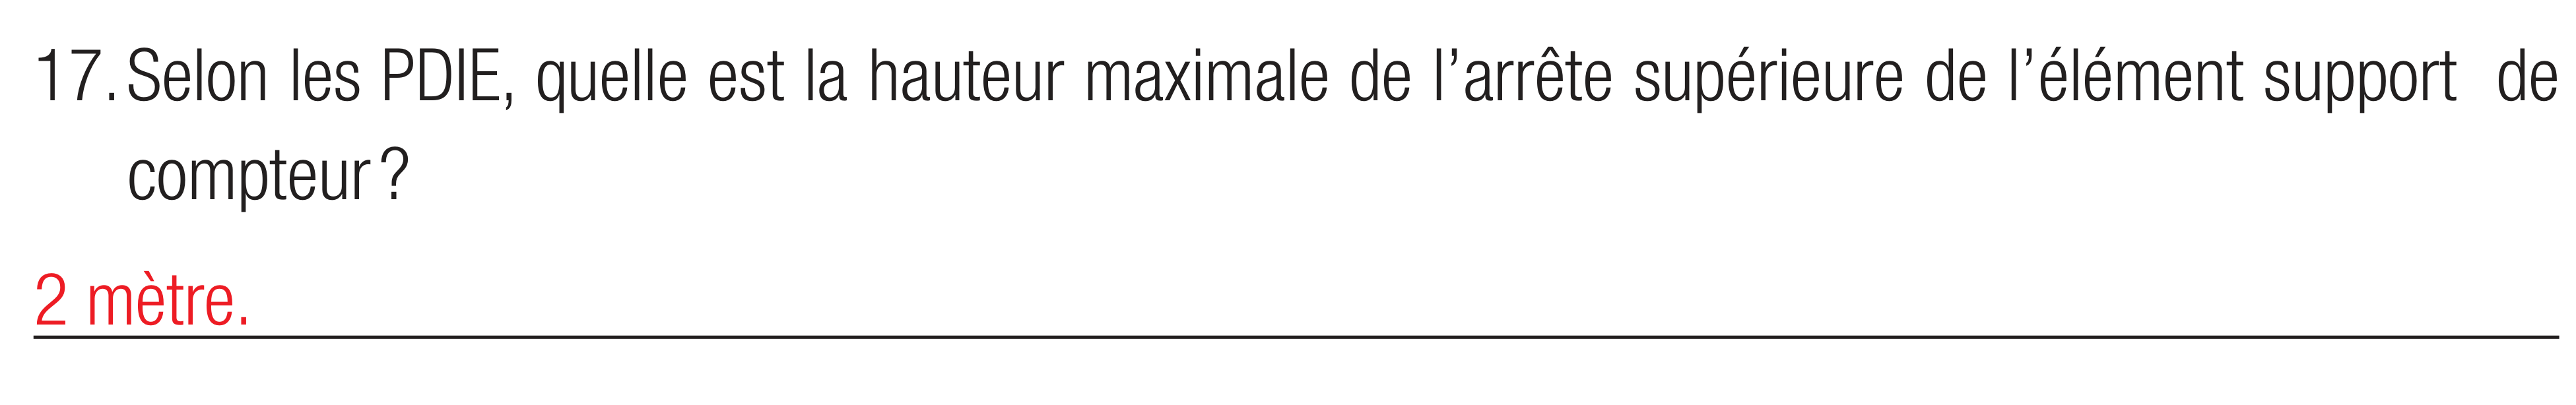 17. Selon les PDIE, quelle est la hauteur maximale de l’arrête supérieure de l’élément support de
compteur ?
2 mètre.